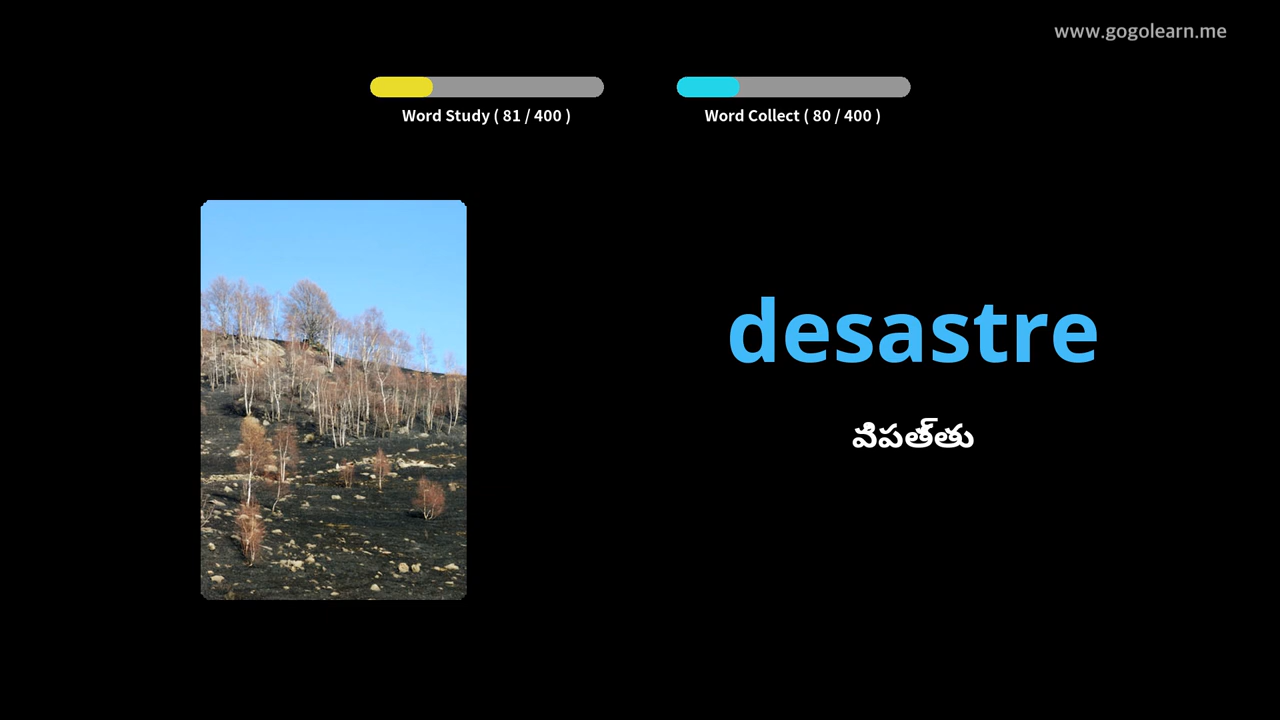 www.gogolearn.me
Word Study ( 81 / 400 )
Word Collect ( 80 / 400 )
desastre
విపత్తు